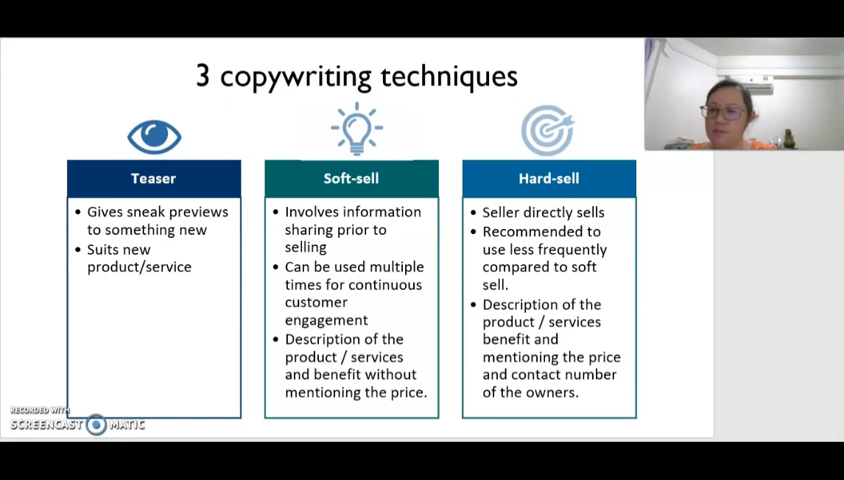 3 copywriting techniques
Teaser
• Gives sneak previews
to something new
• Suits new
product/service
Soft-sell
• Involves information
sharing prior to
selling
• Can be used multiple
times for continuous
customer
engagement
• Description of the
product / services
and benefit without
mentioning the price.
Hard-sell
• Seller directly sells
• Recommended to
use less frequently
compared to soft
sell.
• Description of the
product / services
benefit and
mentioning the price
and contact number
of the owners.
RECORDED WITH
SCREENCAST MATIC